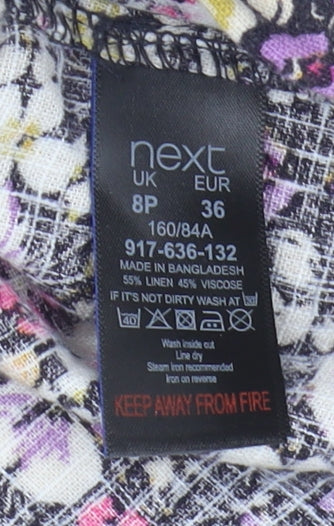 next
UK EUR
8P 36
160/84A
917-636-132
MADE IN BANGLADESH
55% LINEN 45% VISCOSE
IF IT'S NOT DIRTY WASH AT
40
Wash inside out
Line dry
Steam iron recommended
Iron on reverse
KEEP AWAY FROM FIRE